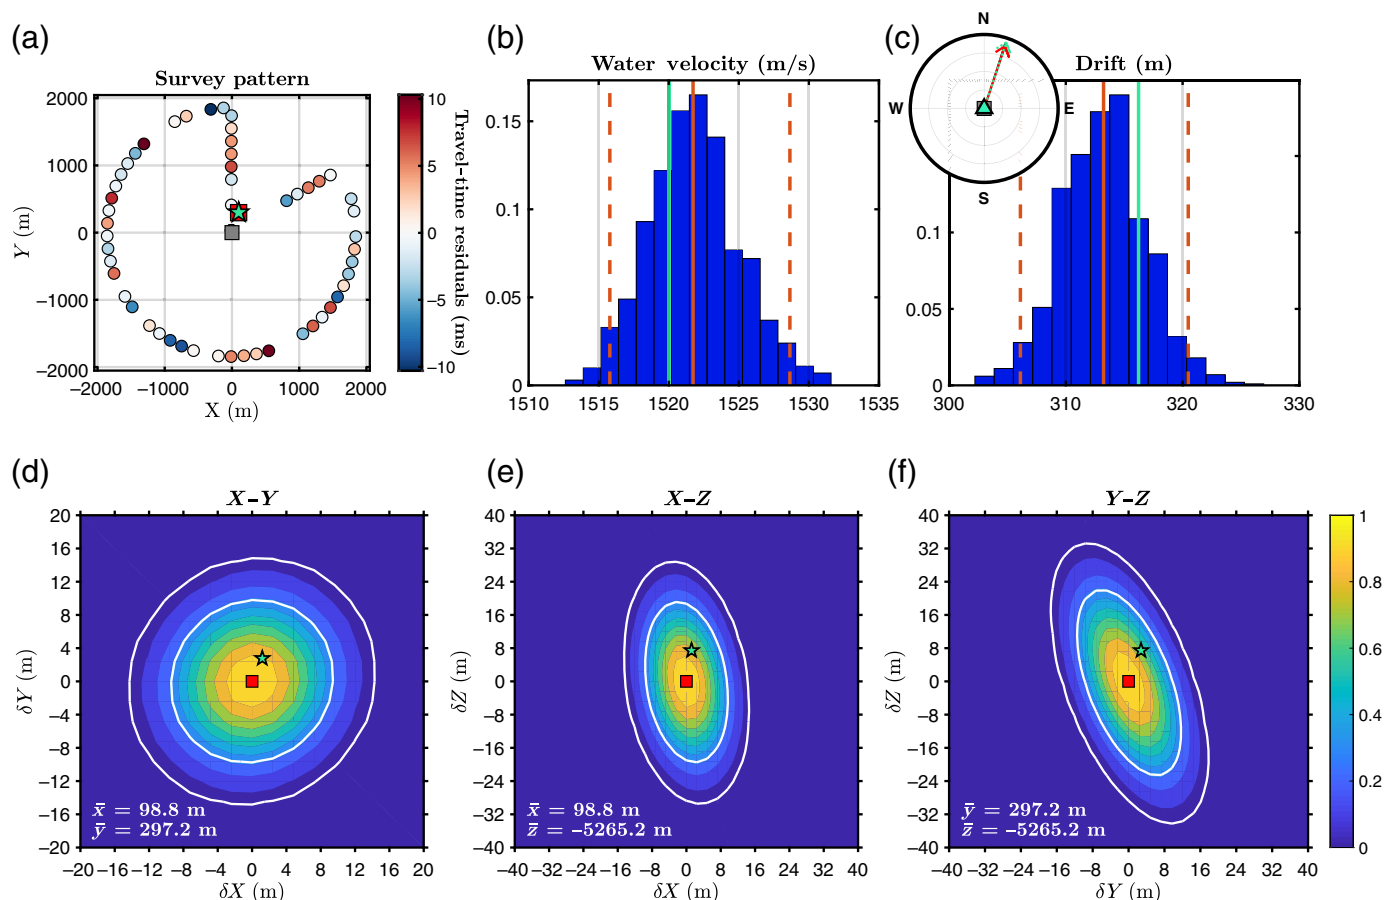 (a)
Survey pattern
2000
1000
0
−1000
−2000
Y (m)
−2000 −1000 0 1000 2000
X (m)
10
5
0
−5
−10
Travel-time residuals (ms)
(b)
Water velocity (m/s)
0.15
0.1
0.05
0
1510 1515 1520 1525 1530 1535
(c)
Drift (m)
N
W
E
S
0.1
0.05
0
300 310 320 330
(d)
X–Y
20
16
12
8
4
0
−4
−8
−12
−16
−20
δY (m)
x̄ = 98.8 m
ȳ = 297.2 m
−20 −16 −12 −8 −4 0 4 8 12 16 20
δX (m)
(e)
X–Z
40
32
24
16
8
0
−8
−16
−24
−32
−40
δZ (m)
x̄ = 98.8 m
z̄ = –5265.2 m
−40 −32 −24 −16 −8 0 8 16 24 32 40
δX (m)
(f)
Y–Z
40
32
24
16
8
0
−8
−16
−24
−32
−40
δZ (m)
ȳ = 297.2 m
z̄ = –5265.2 m
−40 −32 −24 −16 −8 0 8 16 24 32 40
δY (m)
1
0.8
0.6
0.4
0.2
0